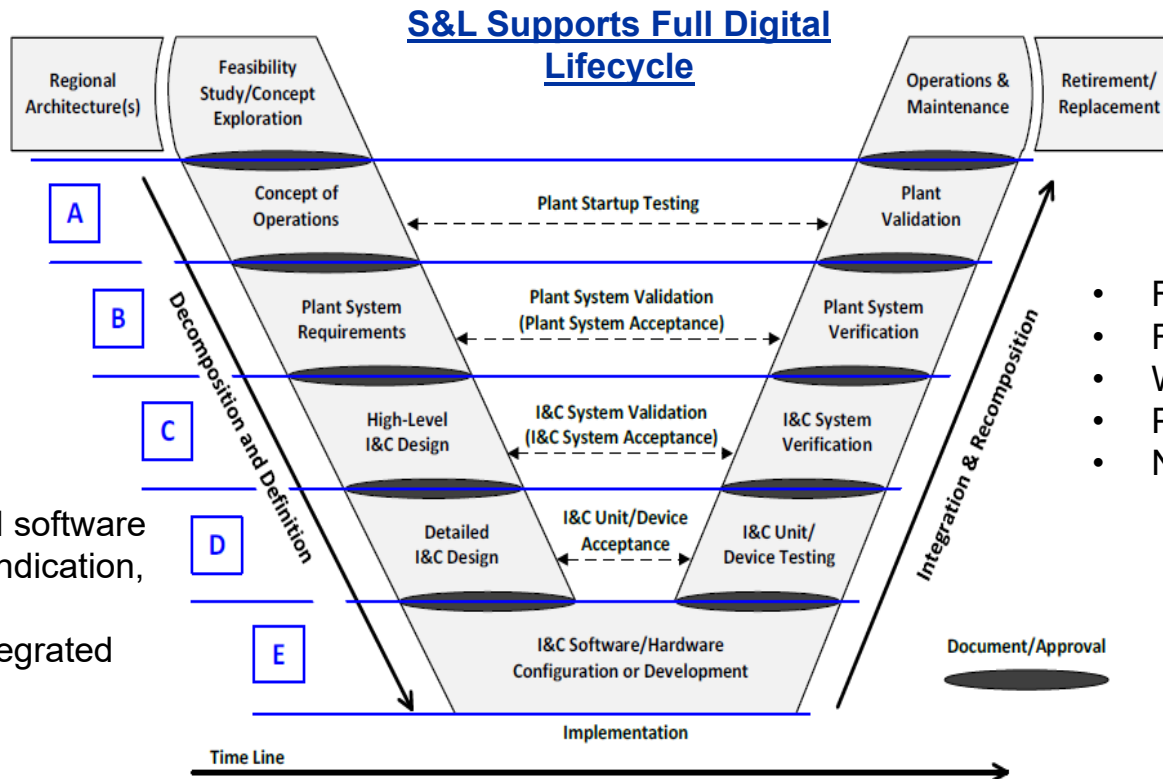 S&L Supports Full Digital
Lifecycle
Regional
Architecture(s)
Feasibility
Study/Concept
Exploration
Operations &
Maintenance
Retirement/
Replacement
A
Concept of
Operations
Plant Startup Testing
Plant
Validation
B
Plant System
Requirements
Plant System Validation
(Plant System Acceptance)
Plant System
Verification
C
High-Level
I&C Design
I&C System Validation
(I&C System Acceptance)
I&C System
Verification
D
Detailed
I&C Design
I&C Unit/Device
Acceptance
I&C Unit/
Device Testing
E
I&C Software/Hardware
Configuration or Development
Decomposition and Definition
Integration & Recomposition
software
ndication,
egrated
Document/Approval
Implementation
Time Line